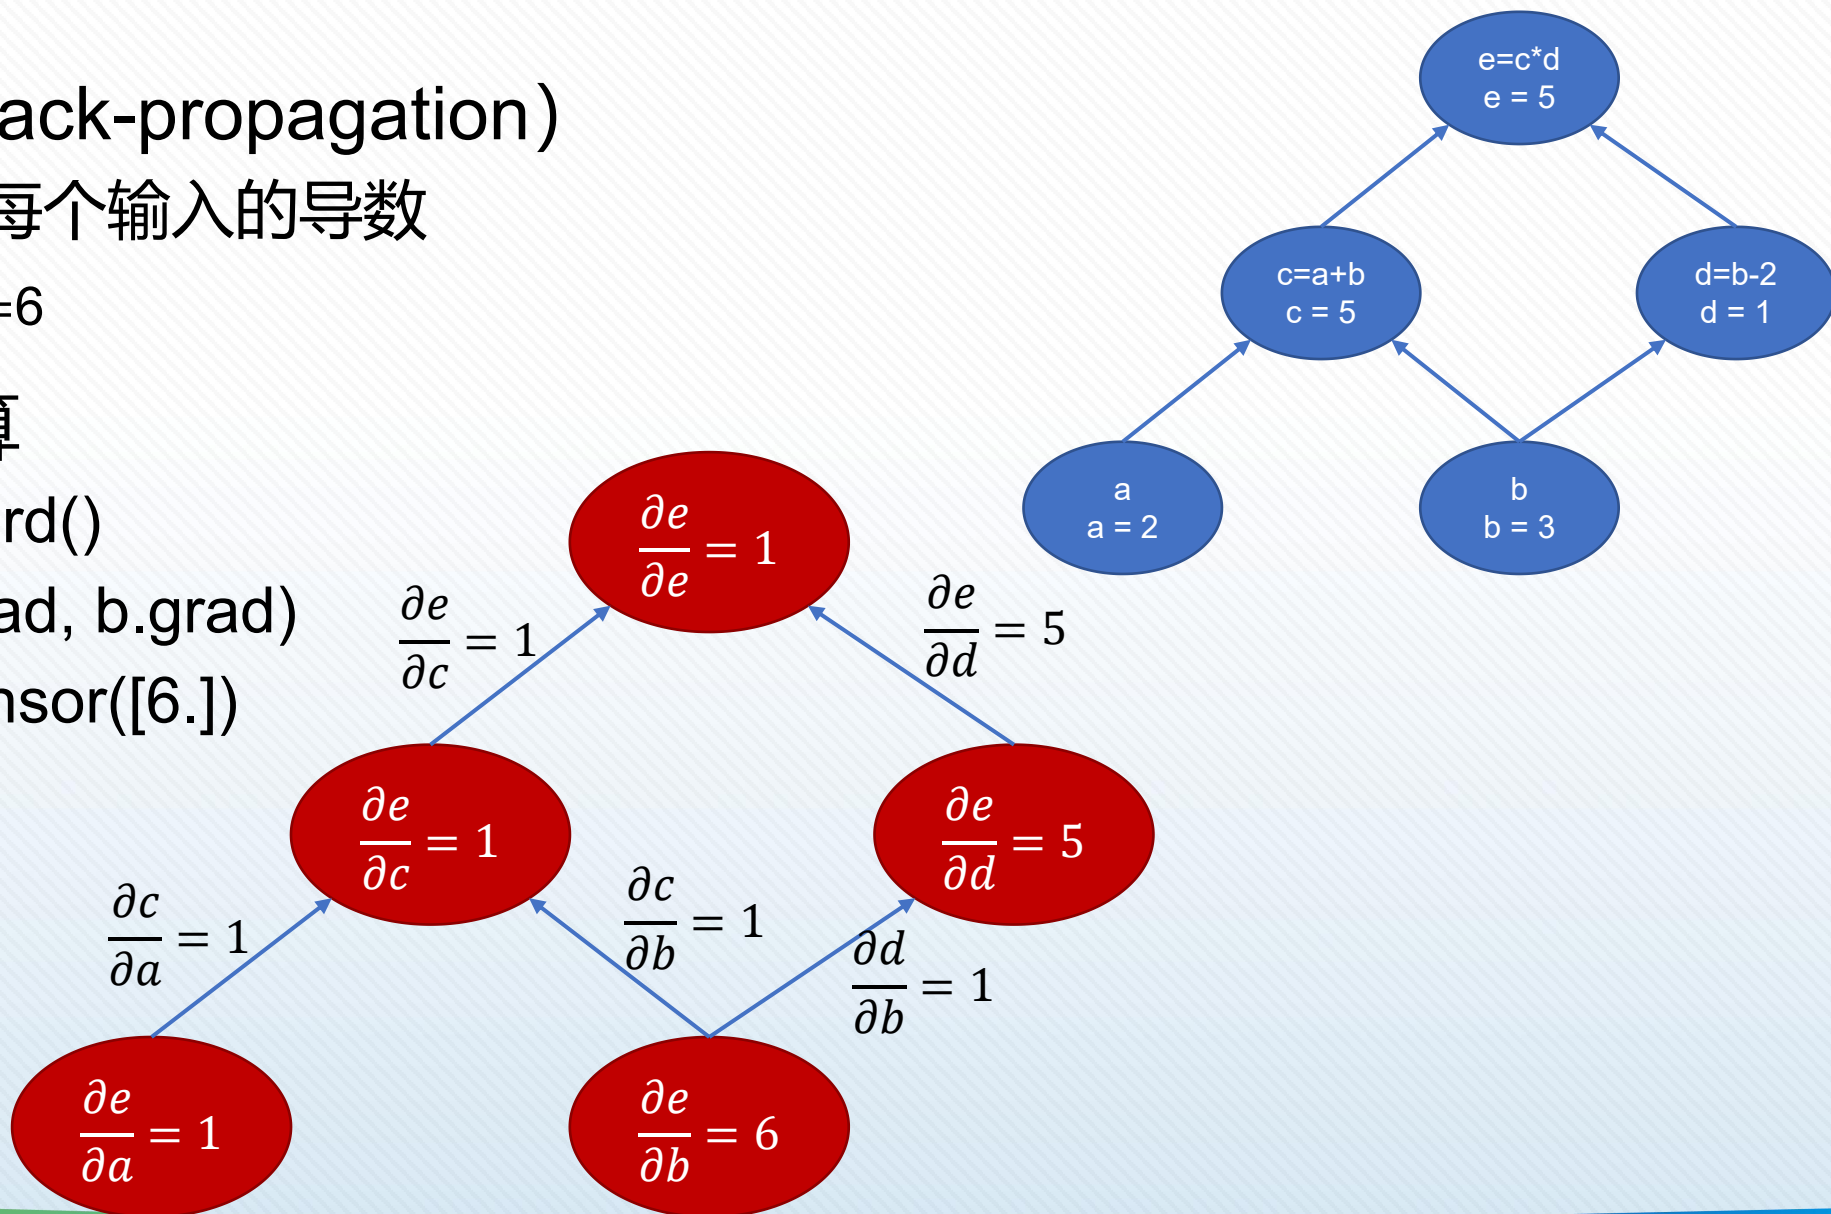 ack-propagation）
每个输入的导数
=6
算
rd()
ad, b.grad)
nsor([6.])
e=c*d
e = 5
c=a+b
c = 5
d=b-2
d = 1
a
a = 2
b
b = 3
∂e/∂e = 1
∂e/∂c = 1
∂e/∂d = 5
∂e/∂c = 1
∂e/∂d = 5
∂c/∂a = 1
∂c/∂b = 1
∂d/∂b = 1
∂e/∂a = 1
∂e/∂b = 6